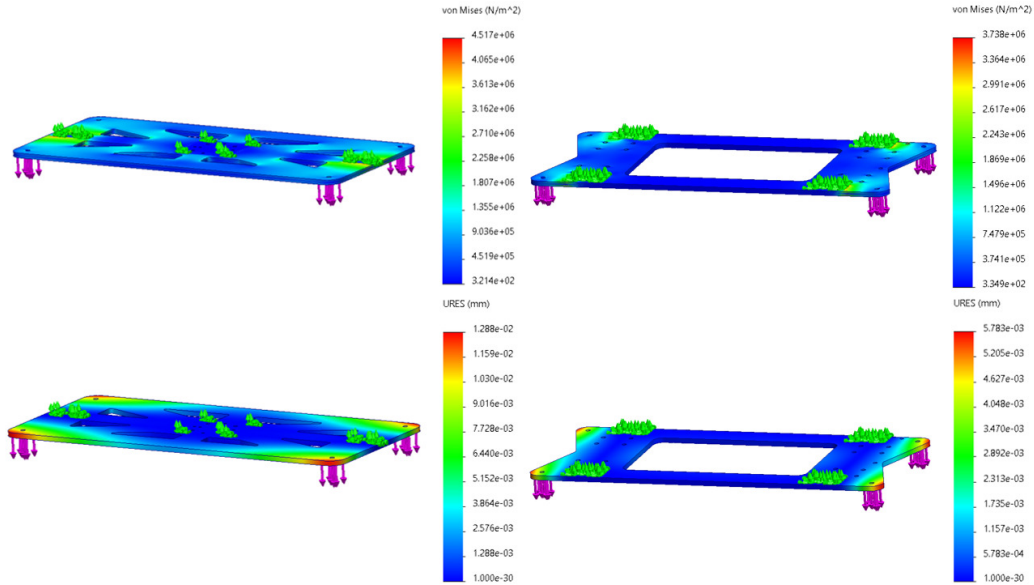 von Mises (N/m^2)
4.517e+06
4.065e+06
3.613e+06
3.162e+06
2.710e+06
2.258e+06
1.807e+06
1.355e+06
9.036e+05
4.519e+05
3.214e+02
von Mises (N/m^2)
3.738e+06
3.364e+06
2.991e+06
2.617e+06
2.243e+06
1.869e+06
1.496e+06
1.122e+06
7.479e+05
3.741e+05
3.349e+02
URES (mm)
1.288e-02
1.159e-02
1.030e-02
9.016e-03
7.728e-03
6.440e-03
5.152e-03
3.864e-03
2.576e-03
1.288e-03
1.000e-30
URES (mm)
5.783e-03
5.205e-03
4.627e-03
4.048e-03
3.470e-03
2.892e-03
2.313e-03
1.735e-03
1.157e-03
5.783e-04
1.000e-30